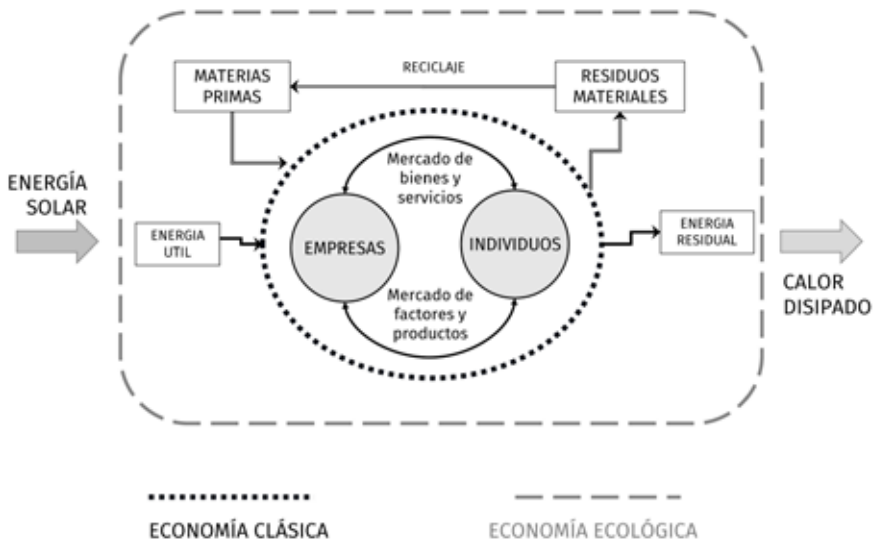 MATERIAS
PRIMAS
RECICLAJE
RESIDUOS
MATERIALES
ENERGÍA
SOLAR
ENERGIA
UTIL
Mercado de
bienes y
servicios
EMPRESAS
INDIVIDUOS
Mercado de
factores y
productos
ENERGIA
RESIDUAL
CALOR
DISIPADO
ECONOMÍA CLÁSICA
ECONOMÍA ECOLÓGICA